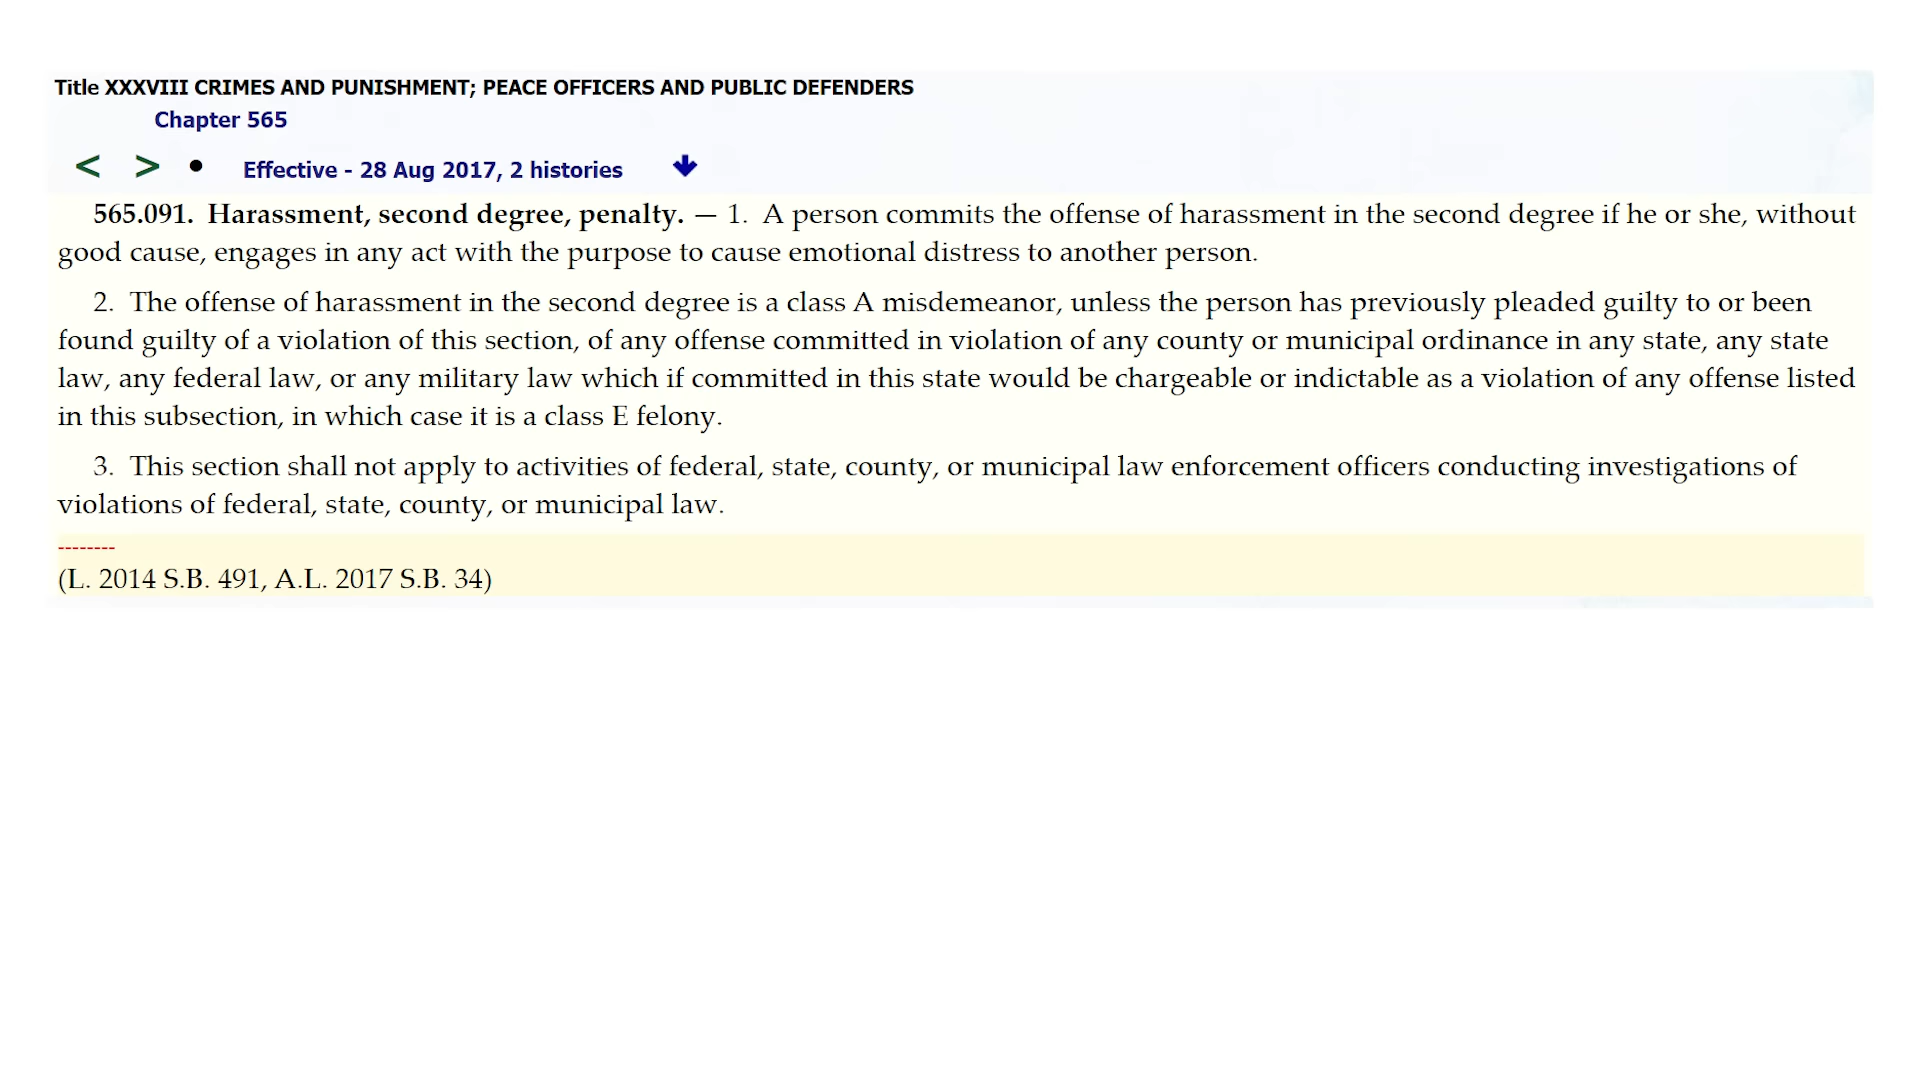 Title XXXVIII CRIMES AND PUNISHMENT; PEACE OFFICERS AND PUBLIC DEFENDERS
Chapter 565
< > • Effective - 28 Aug 2017, 2 histories
565.091. Harassment, second degree, penalty. — 1. A person commits the offense of harassment in the second degree if he or she, without
good cause, engages in any act with the purpose to cause emotional distress to another person.
2. The offense of harassment in the second degree is a class A misdemeanor, unless the person has previously pleaded guilty to or been
found guilty of a violation of this section, of any offense committed in violation of any county or municipal ordinance in any state, any state
law, any federal law, or any military law which if committed in this state would be chargeable or indictable as a violation of any offense listed
in this subsection, in which case it is a class E felony.
3. This section shall not apply to activities of federal, state, county, or municipal law enforcement officers conducting investigations of
violations of federal, state, county, or municipal law.
--------
(L. 2014 S.B. 491, A.L. 2017 S.B. 34)